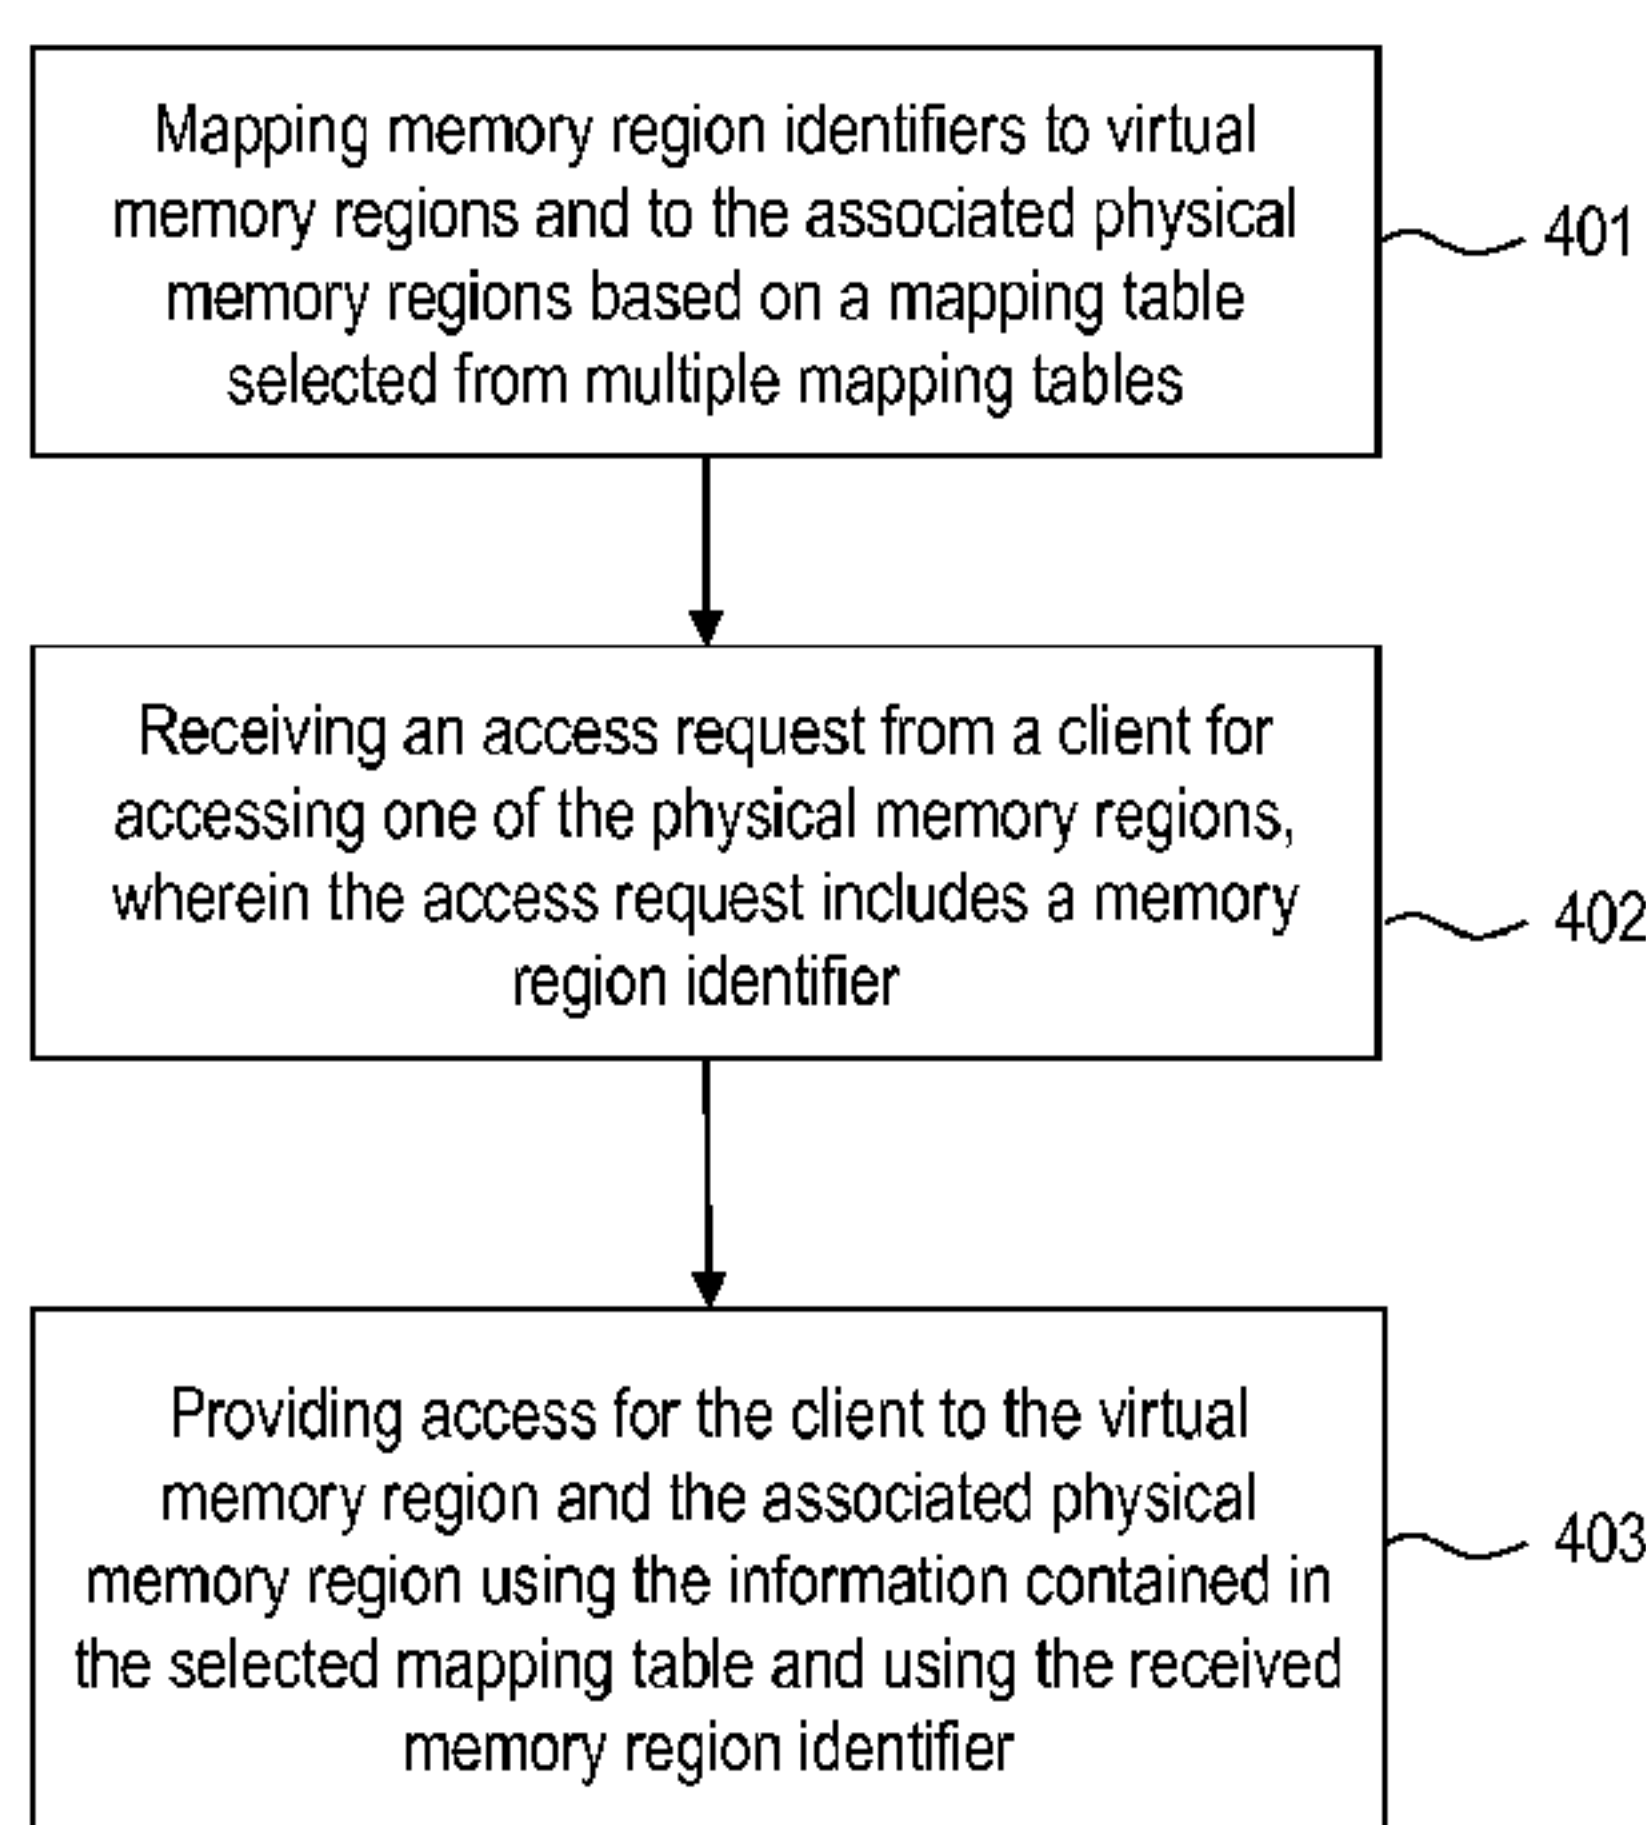 Mapping memory region identifiers to virtual
memory regions and to the associated physical
memory regions based on a mapping table
selected from multiple mapping tables
401
Receiving an access request from a client for
accessing one of the physical memory regions,
wherein the access request includes a memory
region identifier
402
Providing access for the client to the virtual
memory region and the associated physical
memory region using the information contained in
the selected mapping table and using the received
memory region identifier
403